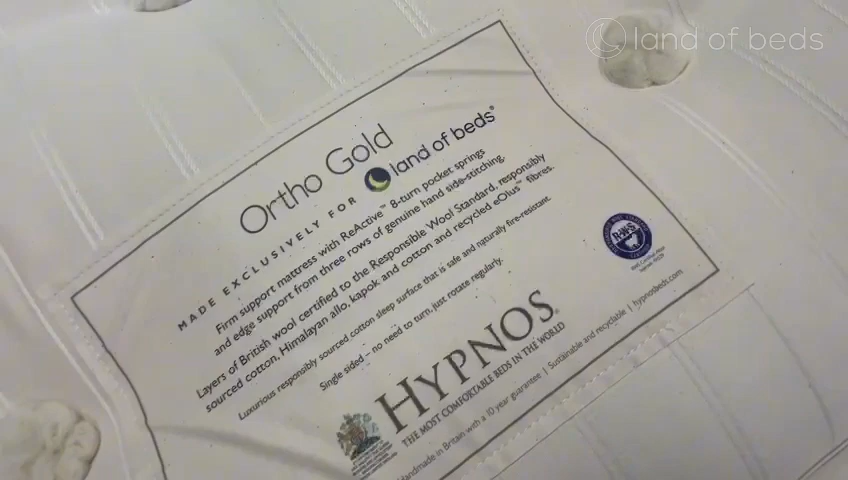 land of beds
Ortho Gold
MADE EXCLUSIVELY FOR land of beds®
Firm support mattress with ReActive™ 8-turn pocket springs
and edge support from three rows of genuine hand side-stitching.
Layers of British wool certified to the Responsible Wool Standard, responsibly
sourced cotton, Himalayan allo, kapok and cotton and recycled eOlus™ fibres.
Luxurious responsibly sourced cotton sleep surface that is safe and naturally fire-resistant.
Single sided – no need to turn, just rotate regularly.
RWS
HYPNOS®
THE MOST COMFORTABLE BEDS IN THE WORLD
Handmade in Britain with a 10 year guarantee | Sustainable and recyclable | hypnosbeds.com